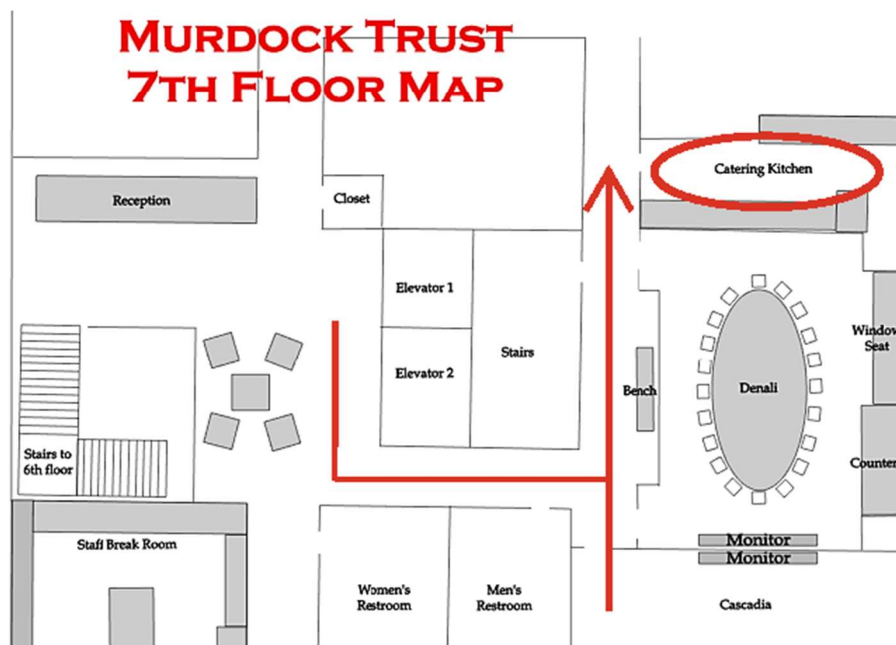 MURDOCK TRUST
7TH FLOOR MAP
Catering Kitchen
Reception
Closet
Elevator 1
Window
Seat
Stairs
Elevator 2
Bench
Denali
Stairs to
6th floor
Counter
Staff Break Room
Monitor
Monitor
Women's
Restroom
Men's
Restroom
Cascadia